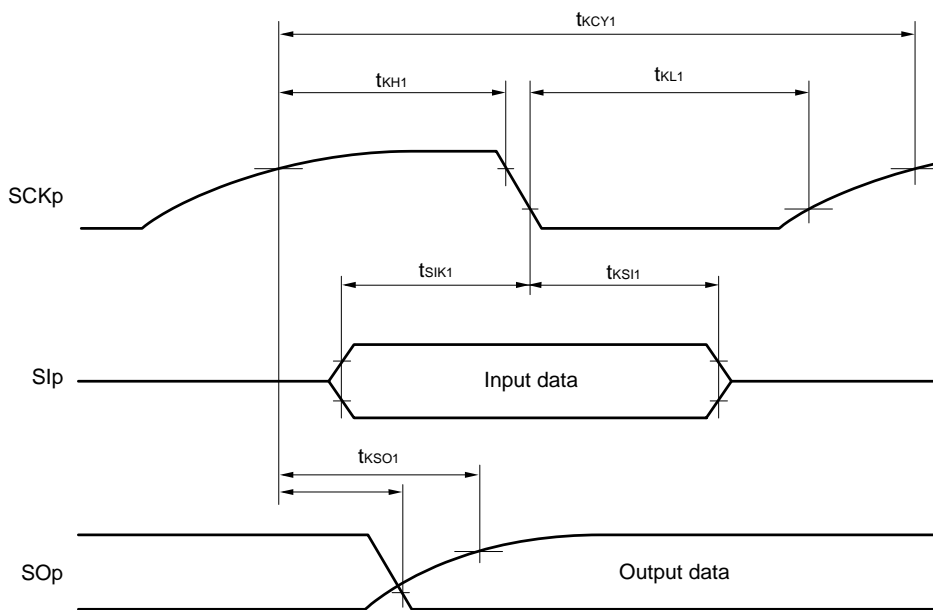 tKCY1
tKH1
tKL1
SCKp
tSIK1
tKSI1
SIp
Input data
tKSO1
SOp
Output data